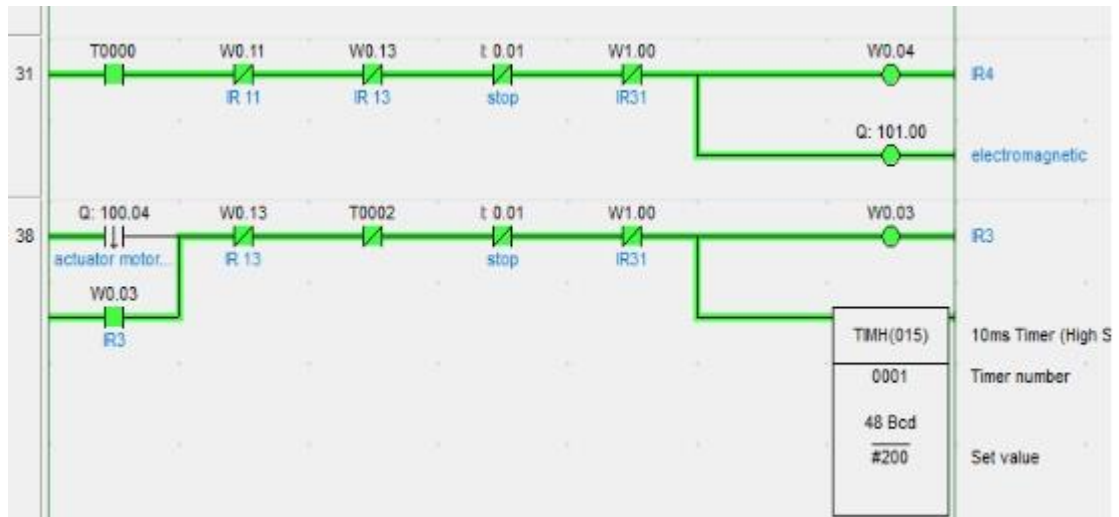 T0000 W0.11 W0.13 I: 0.01 W1.00 W0.04
31 IR4
IR 11 IR 13 stop IR31
Q: 101.00
electromagnetic
Q: 100.04 W0.13 T0002 I: 0.01 W1.00 W0.03
38 IR3
actuator motor... IR 13 stop IR31
W0.03
IR3
TIMH(015) 10ms Timer (High S
0001 Timer number
48 Bcd
#200 Set value